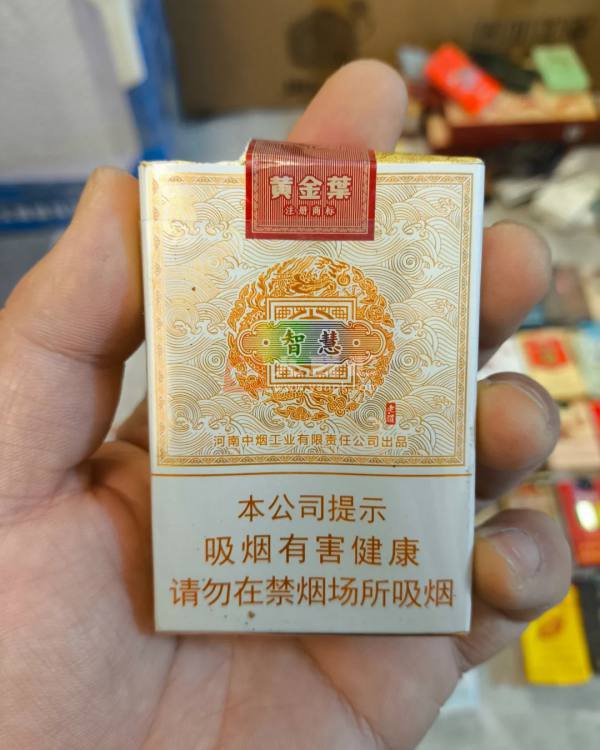 黄金葉
注册商标
智慧
河南中烟工业有限责任公司出品
本公司提示
吸烟有害健康
请勿在禁烟场所吸烟